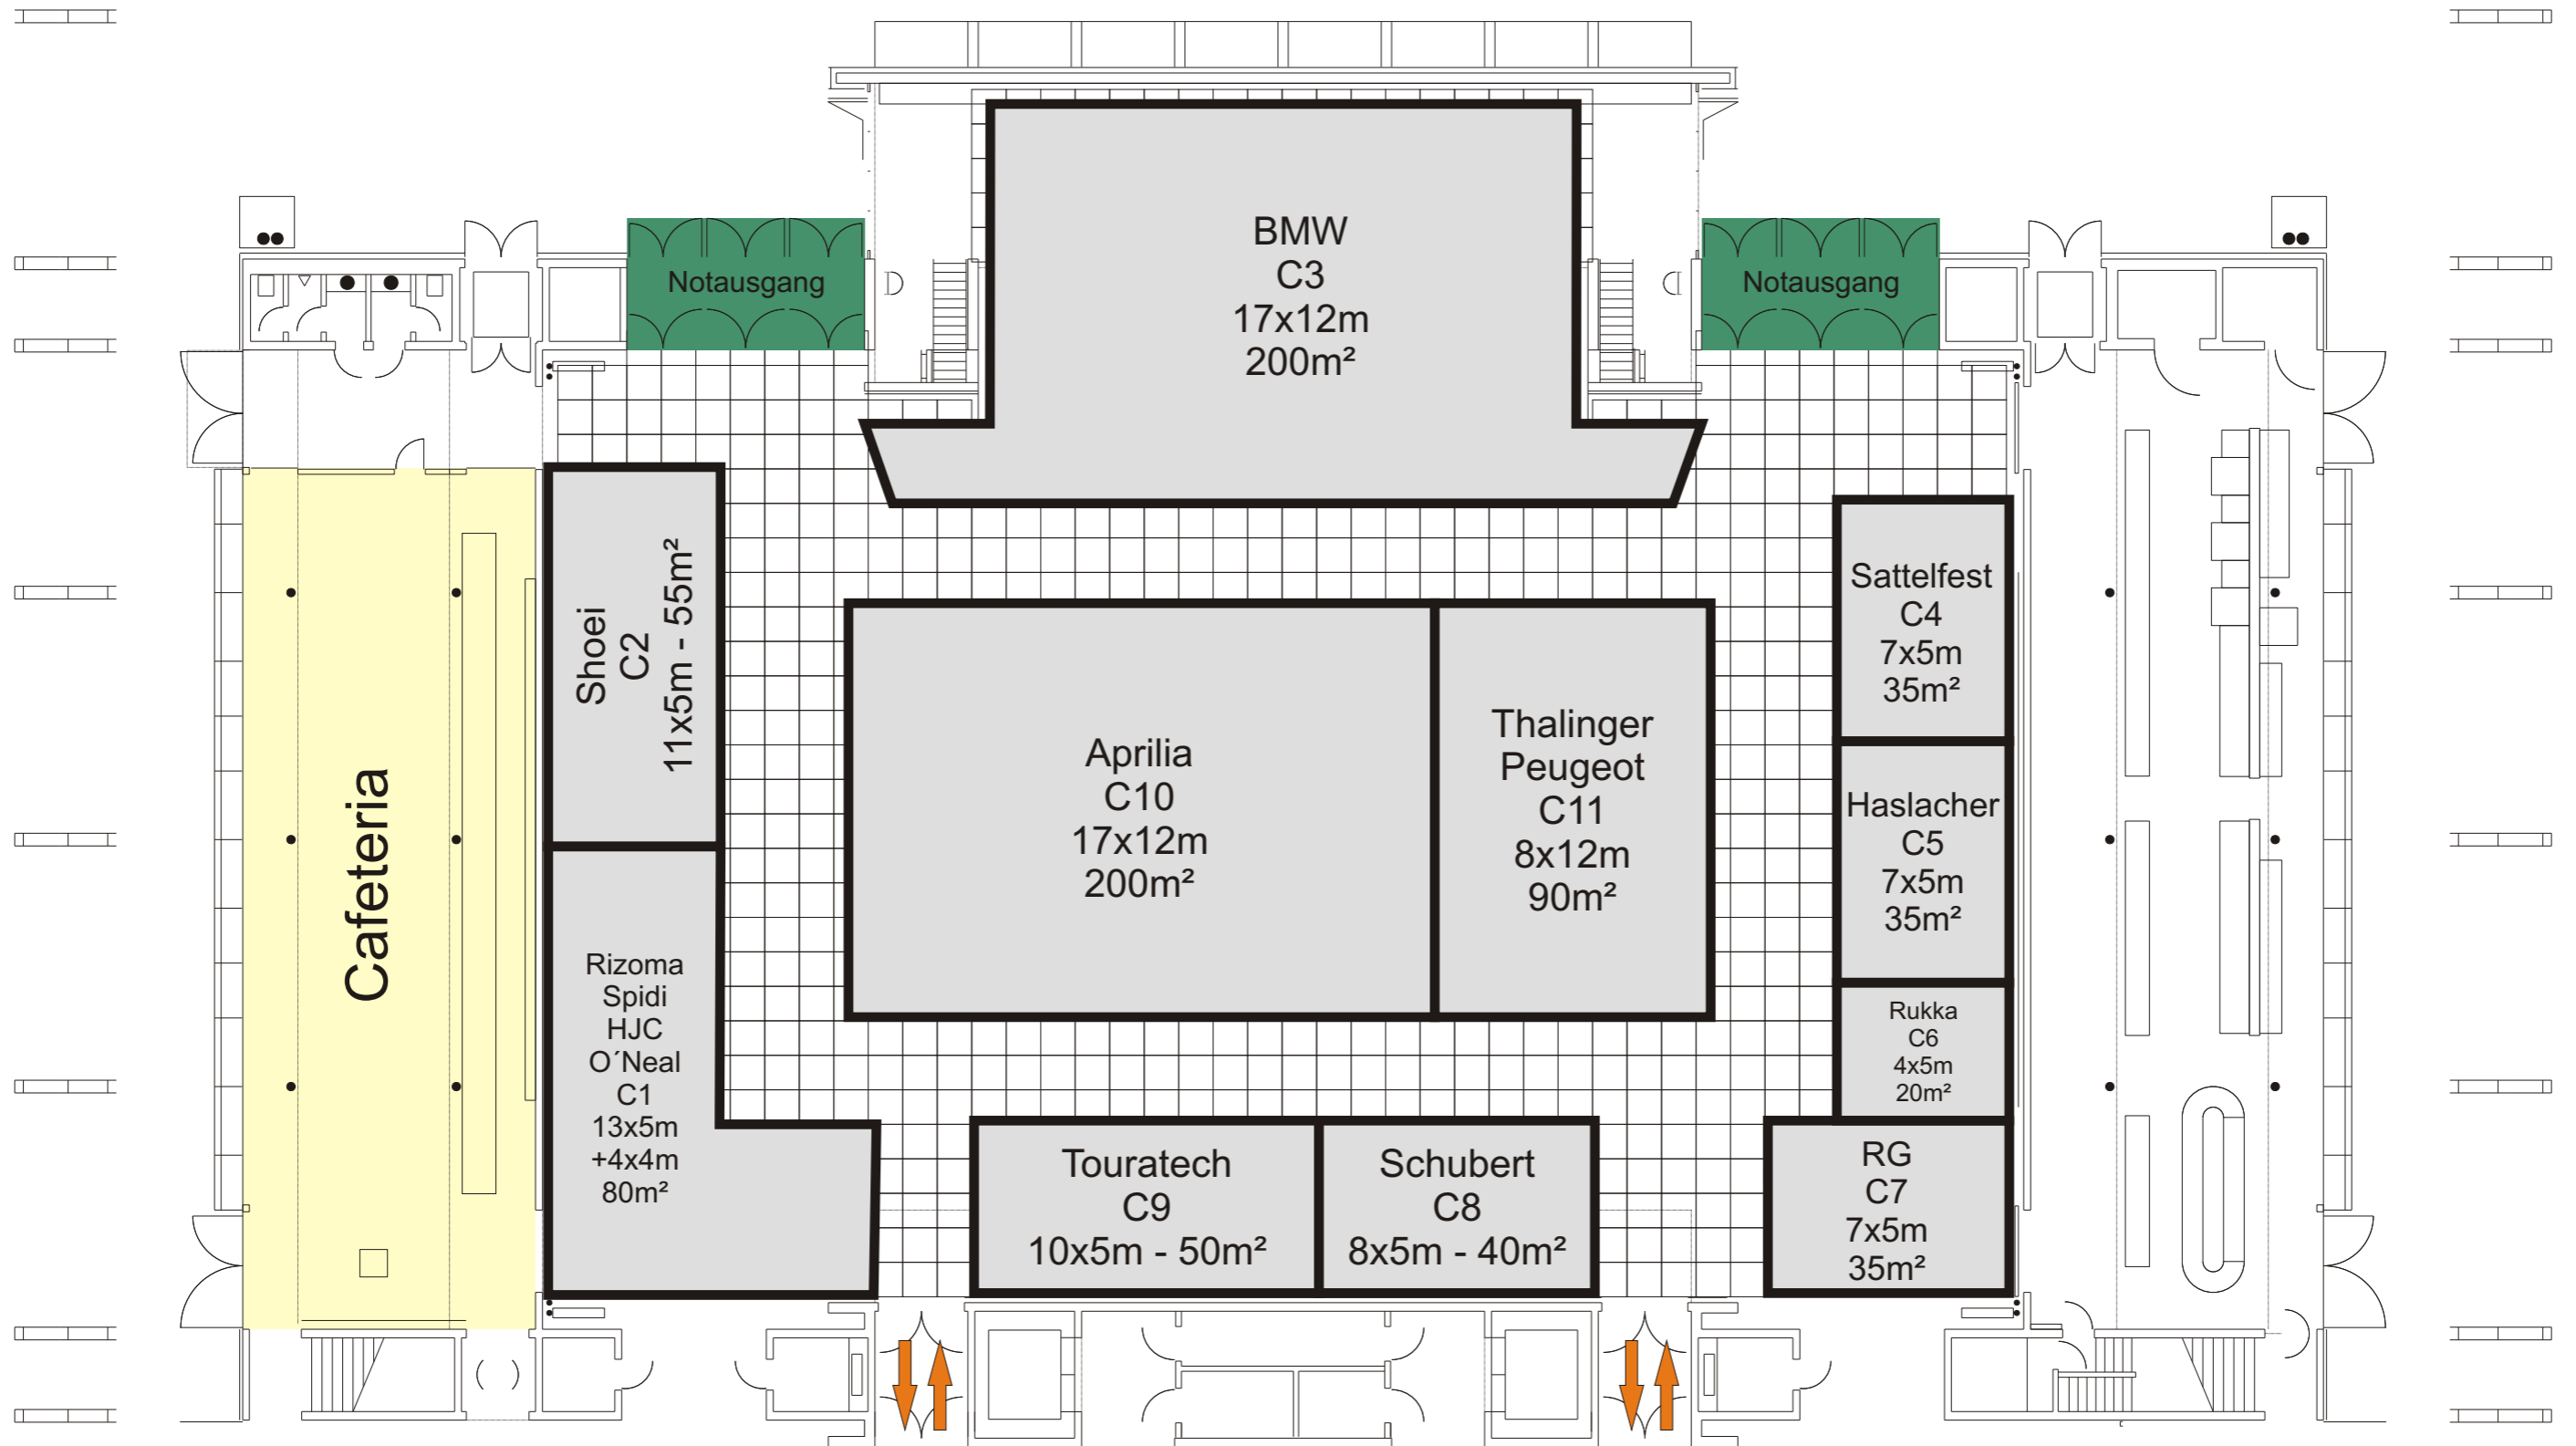 Notausgang
BMW
C3
17x12m
200m²
Notausgang
Cafeteria
Shoei
C2
11x5m - 55m²
Rizoma
Spidi
HJC
O´Neal
C1
13x5m
+4x4m
80m²
Aprilia
C10
17x12m
200m²
Thalinger
Peugeot
C11
8x12m
90m²
Sattelfest
C4
7x5m
35m²
Haslacher
C5
7x5m
35m²
Rukka
C6
4x5m
20m²
Touratech
C9
10x5m - 50m²
Schubert
C8
8x5m - 40m²
RG
C7
7x5m
35m²